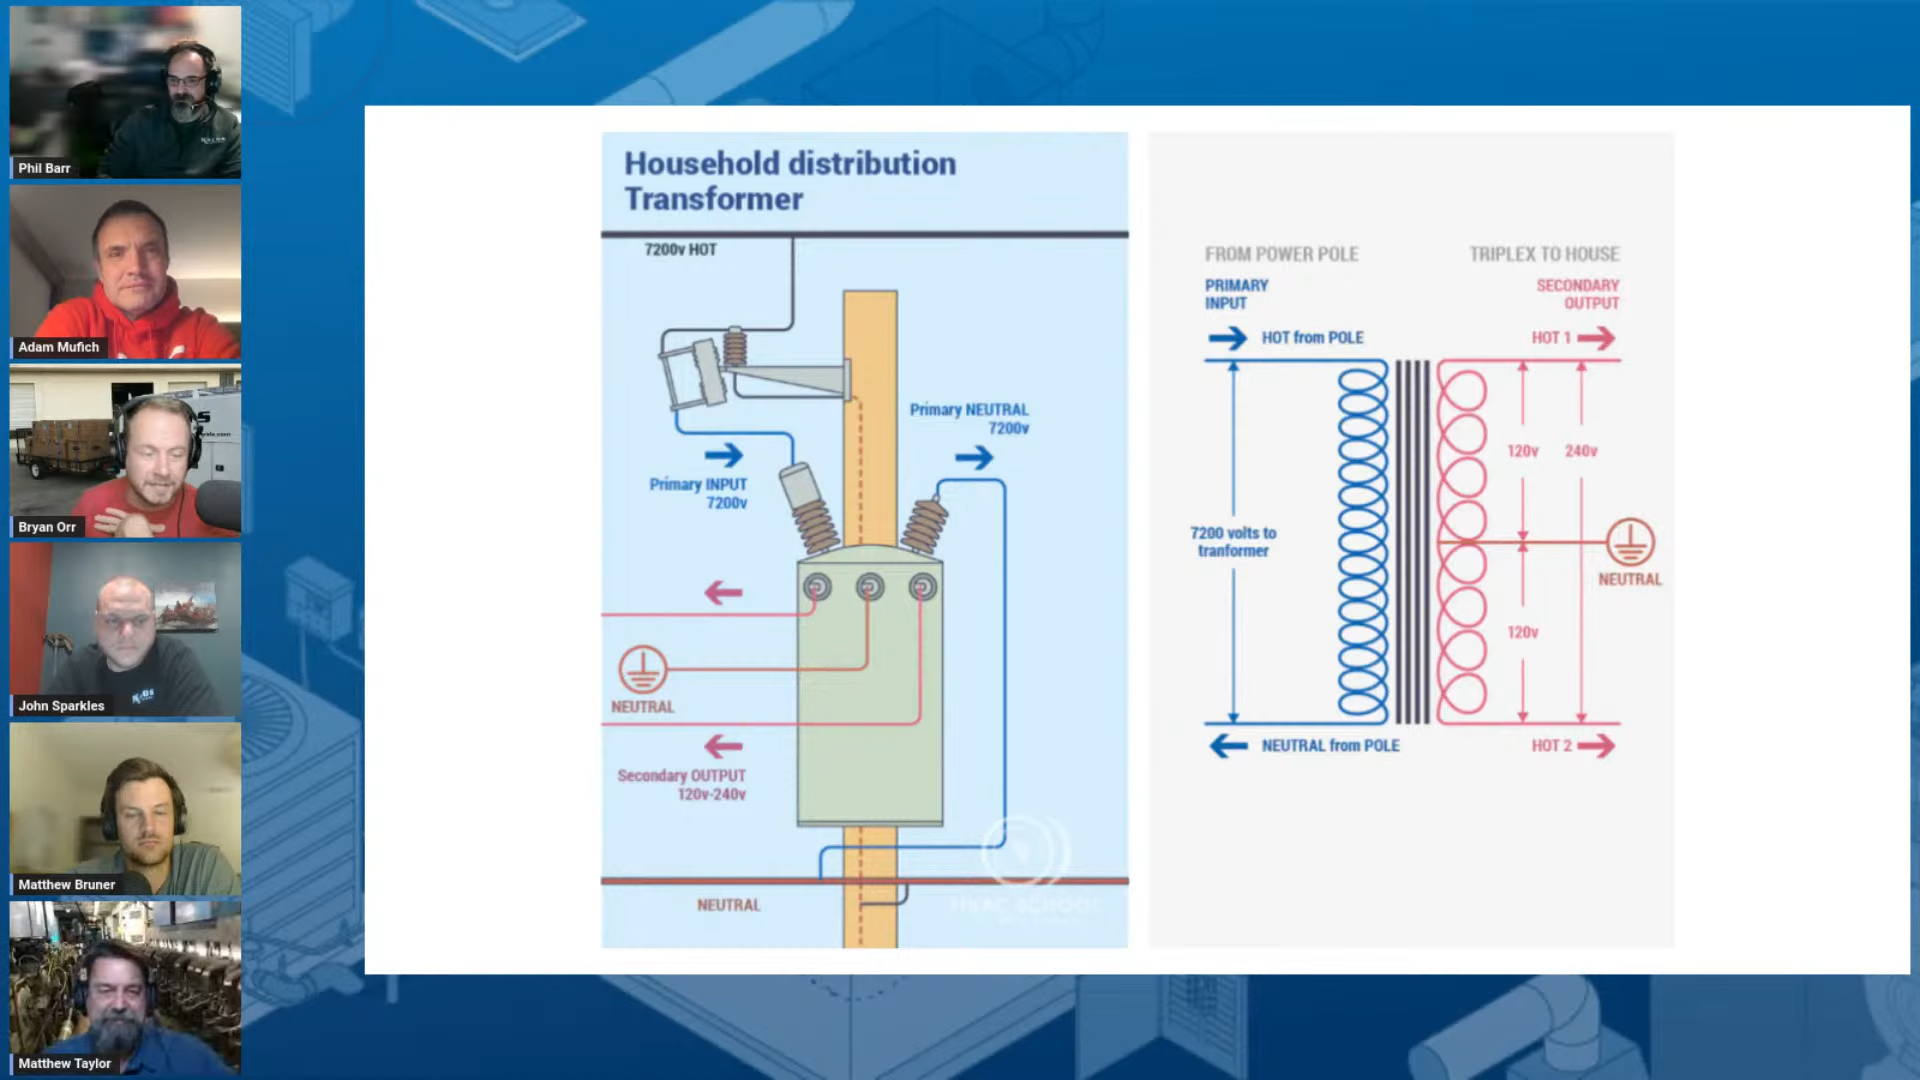 Phil Barr
Adam Mufich
Bryan Orr
John Sparkles
Matthew Bruner
Matthew Taylor
Household distribution
Transformer
7200v HOT
Primary NEUTRAL
7200v
Primary INPUT
7200v
NEUTRAL
Secondary OUTPUT
120v-240v
NEUTRAL
HVAC SCHOOL
FROM POWER POLE
TRIPLEX TO HOUSE
PRIMARY
INPUT
SECONDARY
OUTPUT
HOT from POLE
HOT 1
120v
240v
7200 volts to
tranformer
NEUTRAL
120v
NEUTRAL from POLE
HOT 2